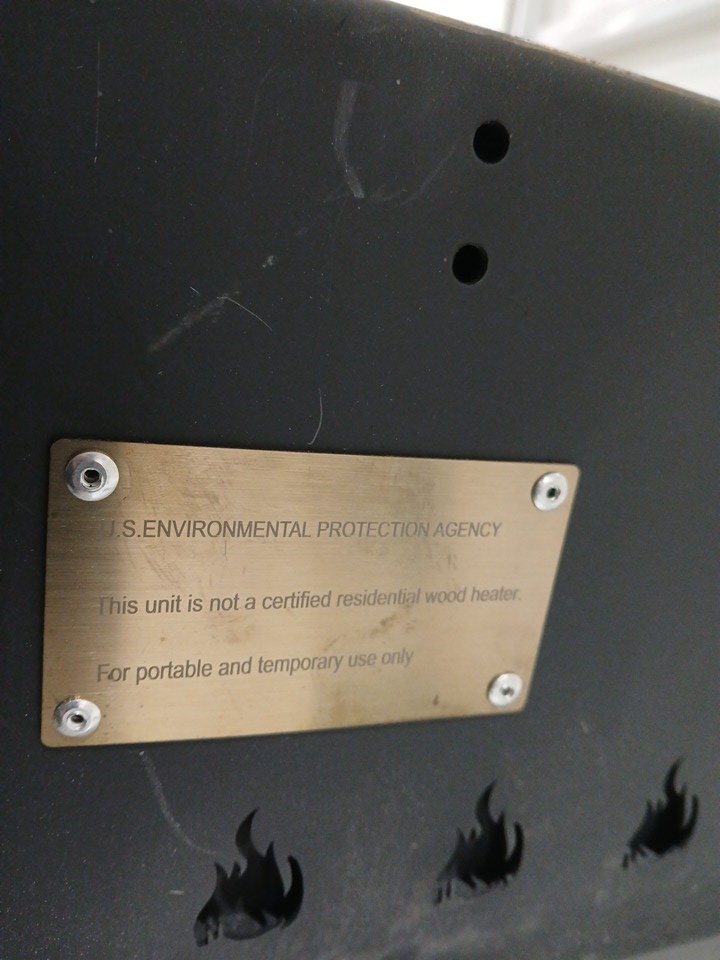 U.S.ENVIRONMENTAL PROTECTION AGENCY
This unit is not a certified residential wood heater.
For portable and temporary use only